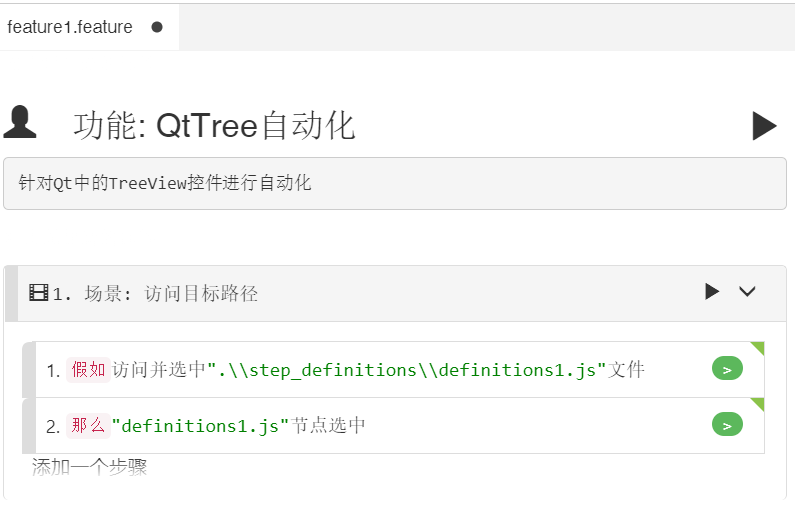 feature1.feature
功能: QtTree自动化
针对Qt中的TreeView控件进行自动化
1. 场景: 访问目标路径
1. 假如 访问并选中".\\step_definitions\\definitions1.js"文件 >
2. 那么 "definitions1.js"节点选中 >
添加一个步骤